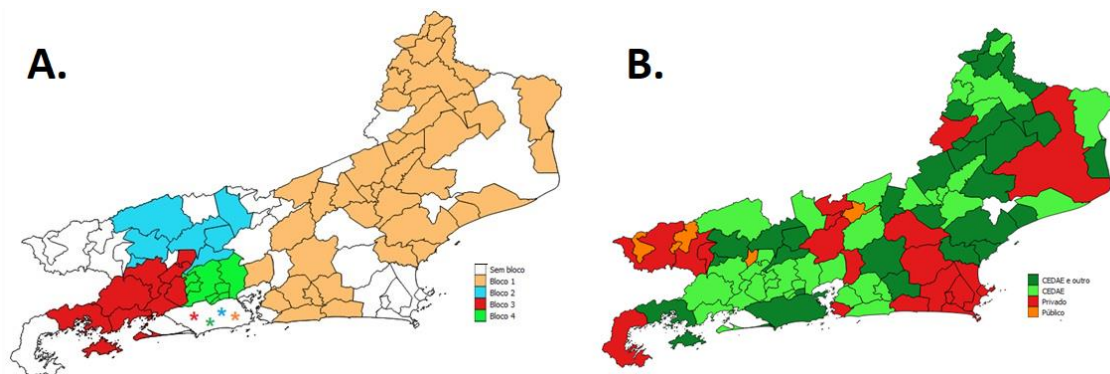 A.
Sem bloco
Bloco 1
Bloco 2
Bloco 3
Bloco 4
B.
CEDAE e outro
CEDAE
Privado
Público